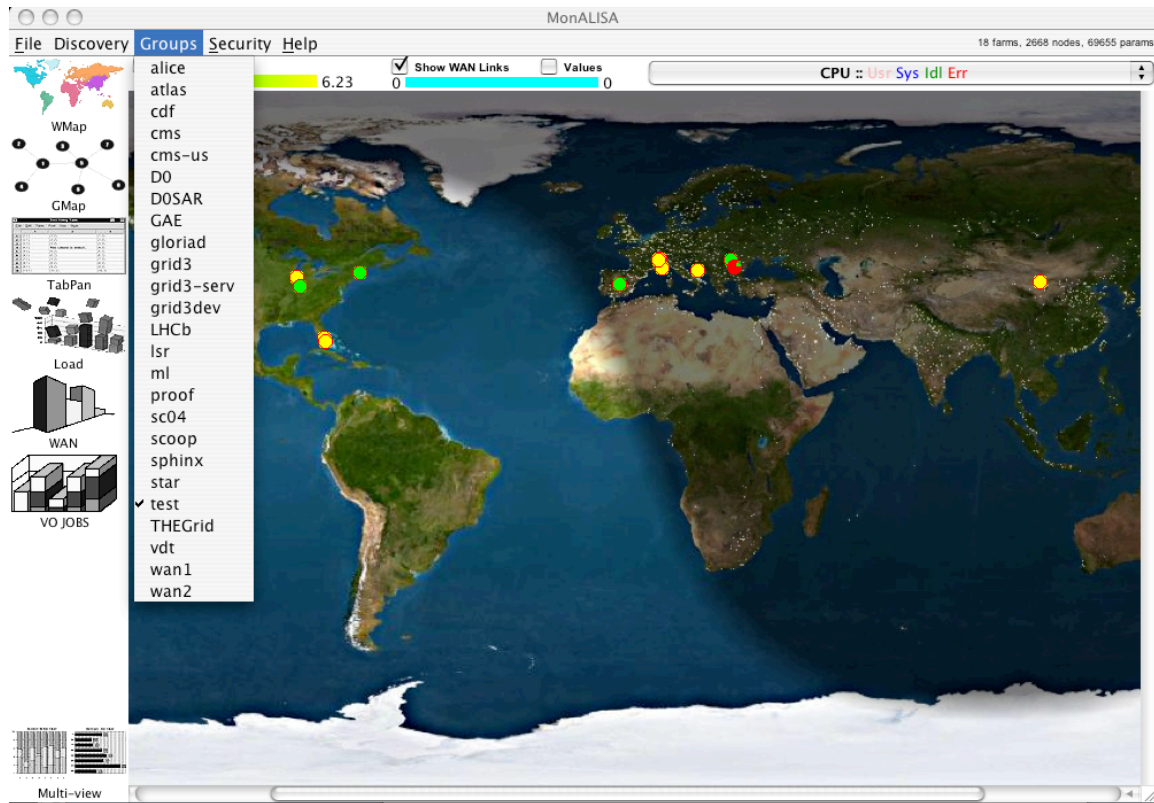 MonALISA
File Discovery Groups Security Help
18 farms, 2668 nodes, 69655 params
6.23
Show WAN Links
Values
0
0
CPU :: Usr Sys Idl Err
alice
atlas
cdf
cms
cms-us
D0
D0SAR
GAE
gloriad
grid3
grid3-serv
grid3dev
LHCb
lsr
ml
proof
sc04
scoop
sphinx
star
test
THEGrid
vdt
wan1
wan2
WMap
GMap
TabPan
Load
WAN
VO JOBS
Multi-view